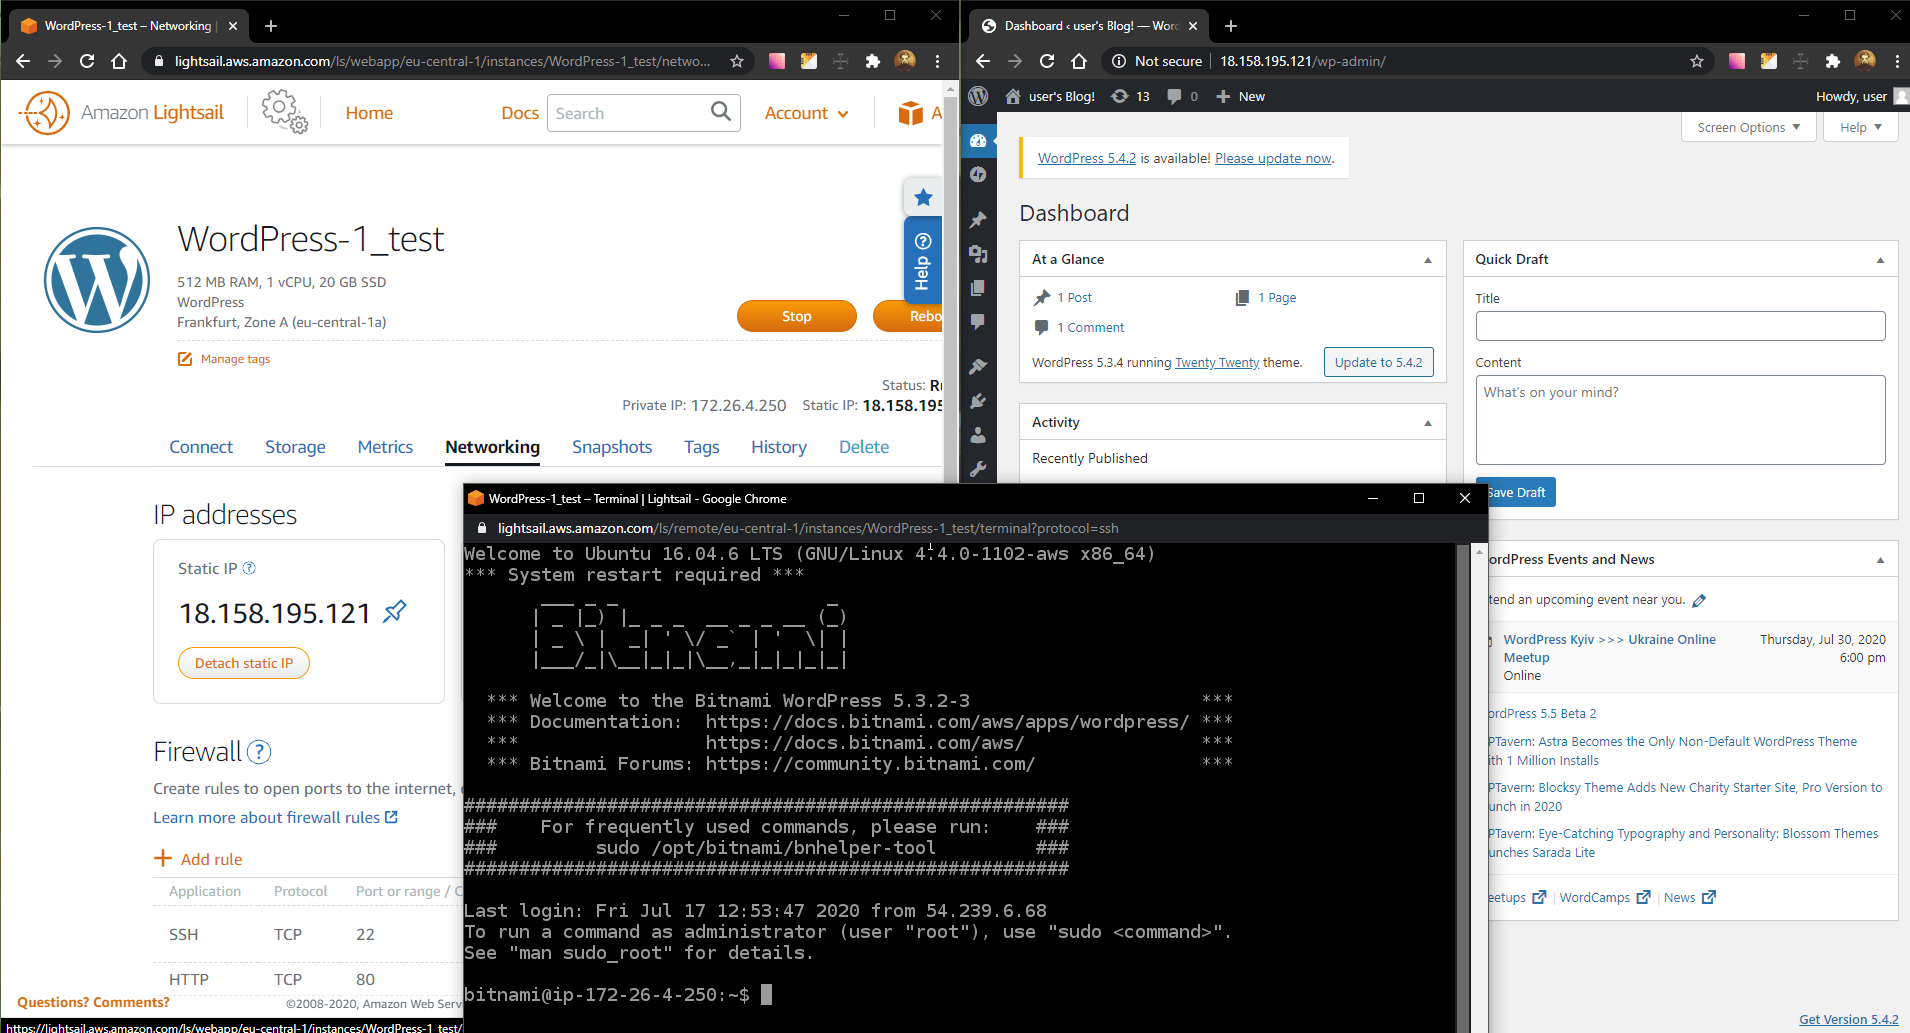 WordPress-1_test – Networking |
lightsail.aws.amazon.com/ls/webapp/eu-central-1/instances/WordPress-1_test/netwo...
Amazon Lightsail
Home
Docs
Search
Account
A
WordPress-1_test
512 MB RAM, 1 vCPU, 20 GB SSD
WordPress
Frankfurt, Zone A (eu-central-1a)
Manage tags
Stop
Rebo
Help
Status: R
Private IP: 172.26.4.250 Static IP: 18.158.195
Connect Storage Metrics Networking Snapshots Tags History Delete
IP addresses
Static IP ?
18.158.195.121
Detach static IP
Firewall ?
Create rules to open ports to the internet,
Learn more about firewall rules
+ Add rule
Application Protocol Port or range / C
SSH TCP 22
HTTP TCP 80
Questions? Comments?
©2008-2020, Amazon Web Serv
https://lightsail.aws.amazon.com/ls/webapp/eu-central-1/instances/WordPress-1_test/
Dashboard ‹ user's Blog! — Word
Not secure | 18.158.195.121/wp-admin/
user's Blog! 13 0 + New
Howdy, user
Screen Options ▼ Help ▼
WordPress 5.4.2 is available! Please update now.
Dashboard
At a Glance
1 Post 1 Page
1 Comment
WordPress 5.3.4 running Twenty Twenty theme.
Update to 5.4.2
Activity
Recently Published
Quick Draft
Title
Content
What's on your mind?
Save Draft
ordPress Events and News
tend an upcoming event near you.
WordPress Kyiv >>> Ukraine Online
Meetup
Online
Thursday, Jul 30, 2020
6:00 pm
ordPress 5.5 Beta 2
PTavern: Astra Becomes the Only Non-Default WordPress Theme
ith 1 Million Installs
PTavern: Blocksy Theme Adds New Charity Starter Site, Pro Version to
unch in 2020
PTavern: Eye-Catching Typography and Personality: Blossom Themes
unches Sarada Lite
eetups | WordCamps | News
Get Version 5.4.2
WordPress-1_test – Terminal | Lightsail - Google Chrome
lightsail.aws.amazon.com/ls/remote/eu-central-1/instances/WordPress-1_test/terminal?protocol=ssh
Welcome to Ubuntu 16.04.6 LTS (GNU/Linux 4.4.0-1102-aws x86_64)
*** System restart required ***
Bitnami
*** Welcome to the Bitnami WordPress 5.3.2-3 ***
*** Documentation: https://docs.bitnami.com/aws/apps/wordpress/ ***
*** https://docs.bitnami.com/aws/ ***
*** Bitnami Forums: https://community.bitnami.com/ ***
#######################################################
### For frequently used commands, please run: ###
### sudo /opt/bitnami/bnhelper-tool ###
#######################################################
Last login: Fri Jul 17 12:53:47 2020 from 54.239.6.68
To run a command as administrator (user "root"), use "sudo <command>".
See "man sudo_root" for details.
bitnami@ip-172-26-4-250:~$